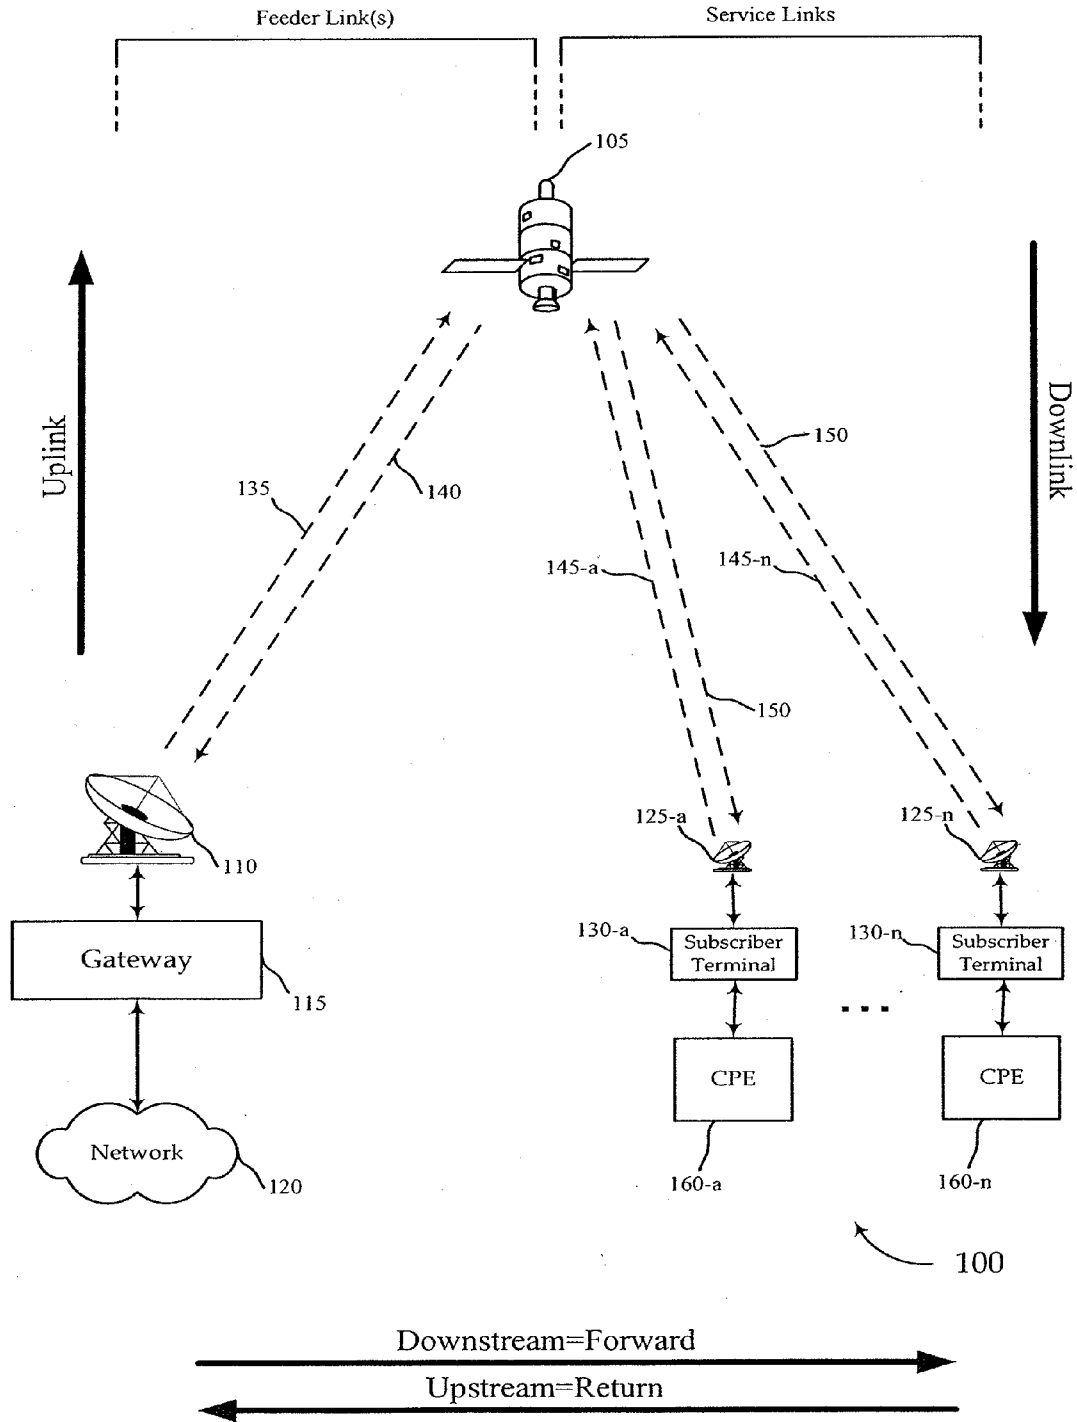 Feeder Link(s)
Service Links
105
Uplink
Downlink
150
135
140
145-a
145-n
150
125-a
125-n
110
130-a
Subscriber
Terminal
130-n
Subscriber
Terminal
Gateway
115
...
CPE
CPE
Network
120
160-a
160-n
100
Downstream=Forward
Upstream=Return